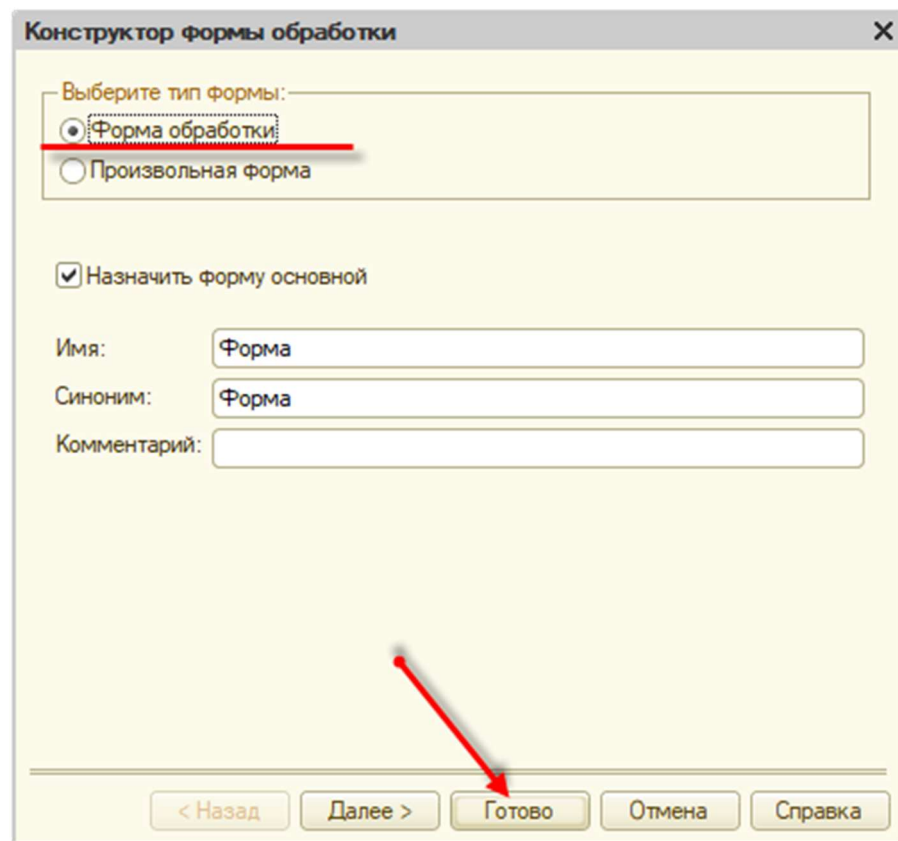 Конструктор формы обработки
Выберите тип формы:
Форма обработки
Произвольная форма
Назначить форму основной
Имя: Форма
Синоним: Форма
Комментарий:
< Назад Далее > Готово Отмена Справка